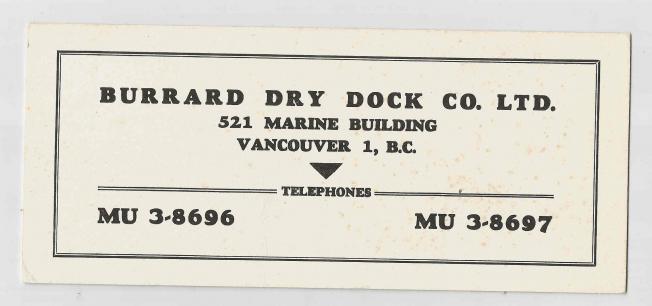 BURRARD DRY DOCK CO. LTD.
521 MARINE BUILDING
VANCOUVER 1, B.C.
TELEPHONES
MU 3-8696 MU 3-8697